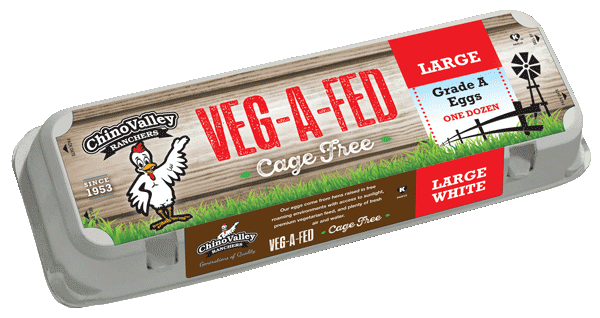 ChinoValley
RANCHERS
SINCE
1953
VEG-A-FED
Cage Free
LARGE
Grade A
Eggs
ONE DOZEN
K
ChinoValley
RANCHERS
Generations of Quality
Our eggs come from hens raised in free
roaming environments with access to sunlight,
premium vegetarian feed, and plenty of fresh
air and water.
VEG-A-FED
Cage Free
K
LARGE
WHITE